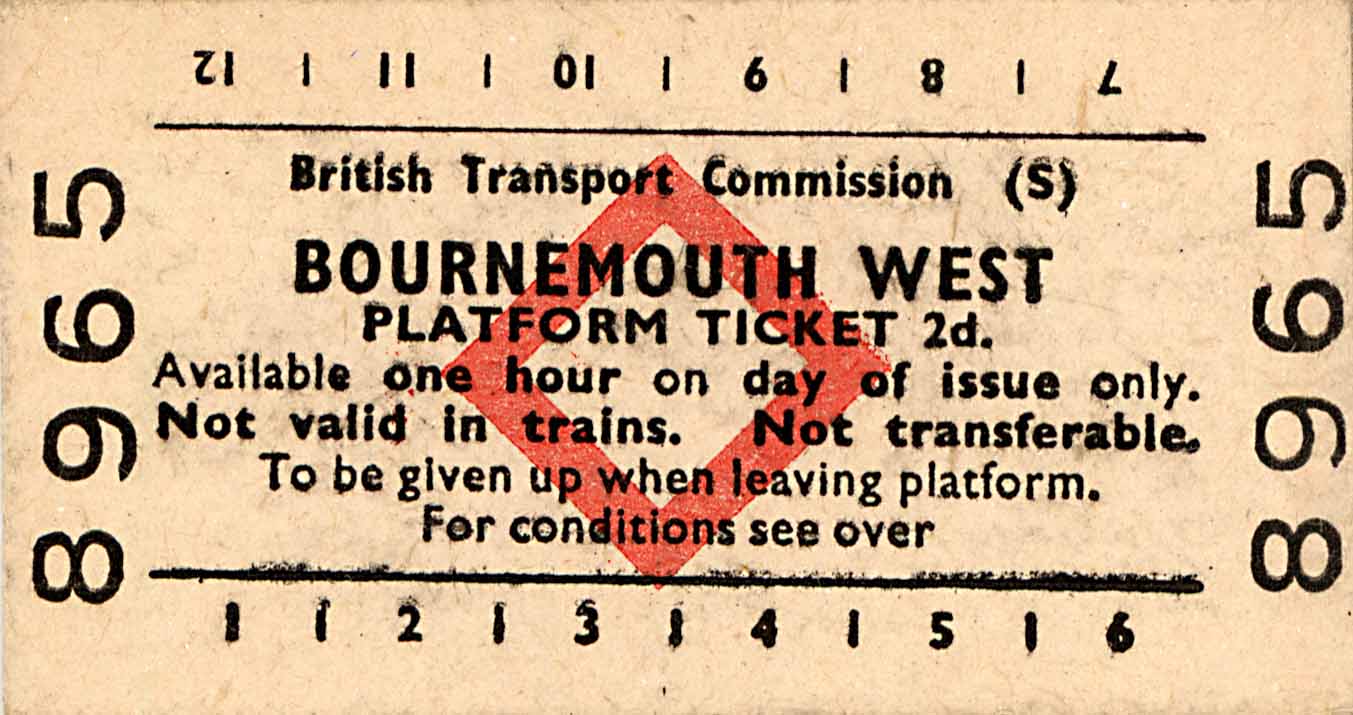 7 | 8 | 9 | 10 | 11 | 12
British Transport Commission (S)
BOURNEMOUTH WEST
PLATFORM TICKET 2d.
Available one hour on day of issue only.
Not valid in trains. Not transferable.
To be given up when leaving platform.
For conditions see over
1 | 2 | 3 | 4 | 5 | 6
8965
8965